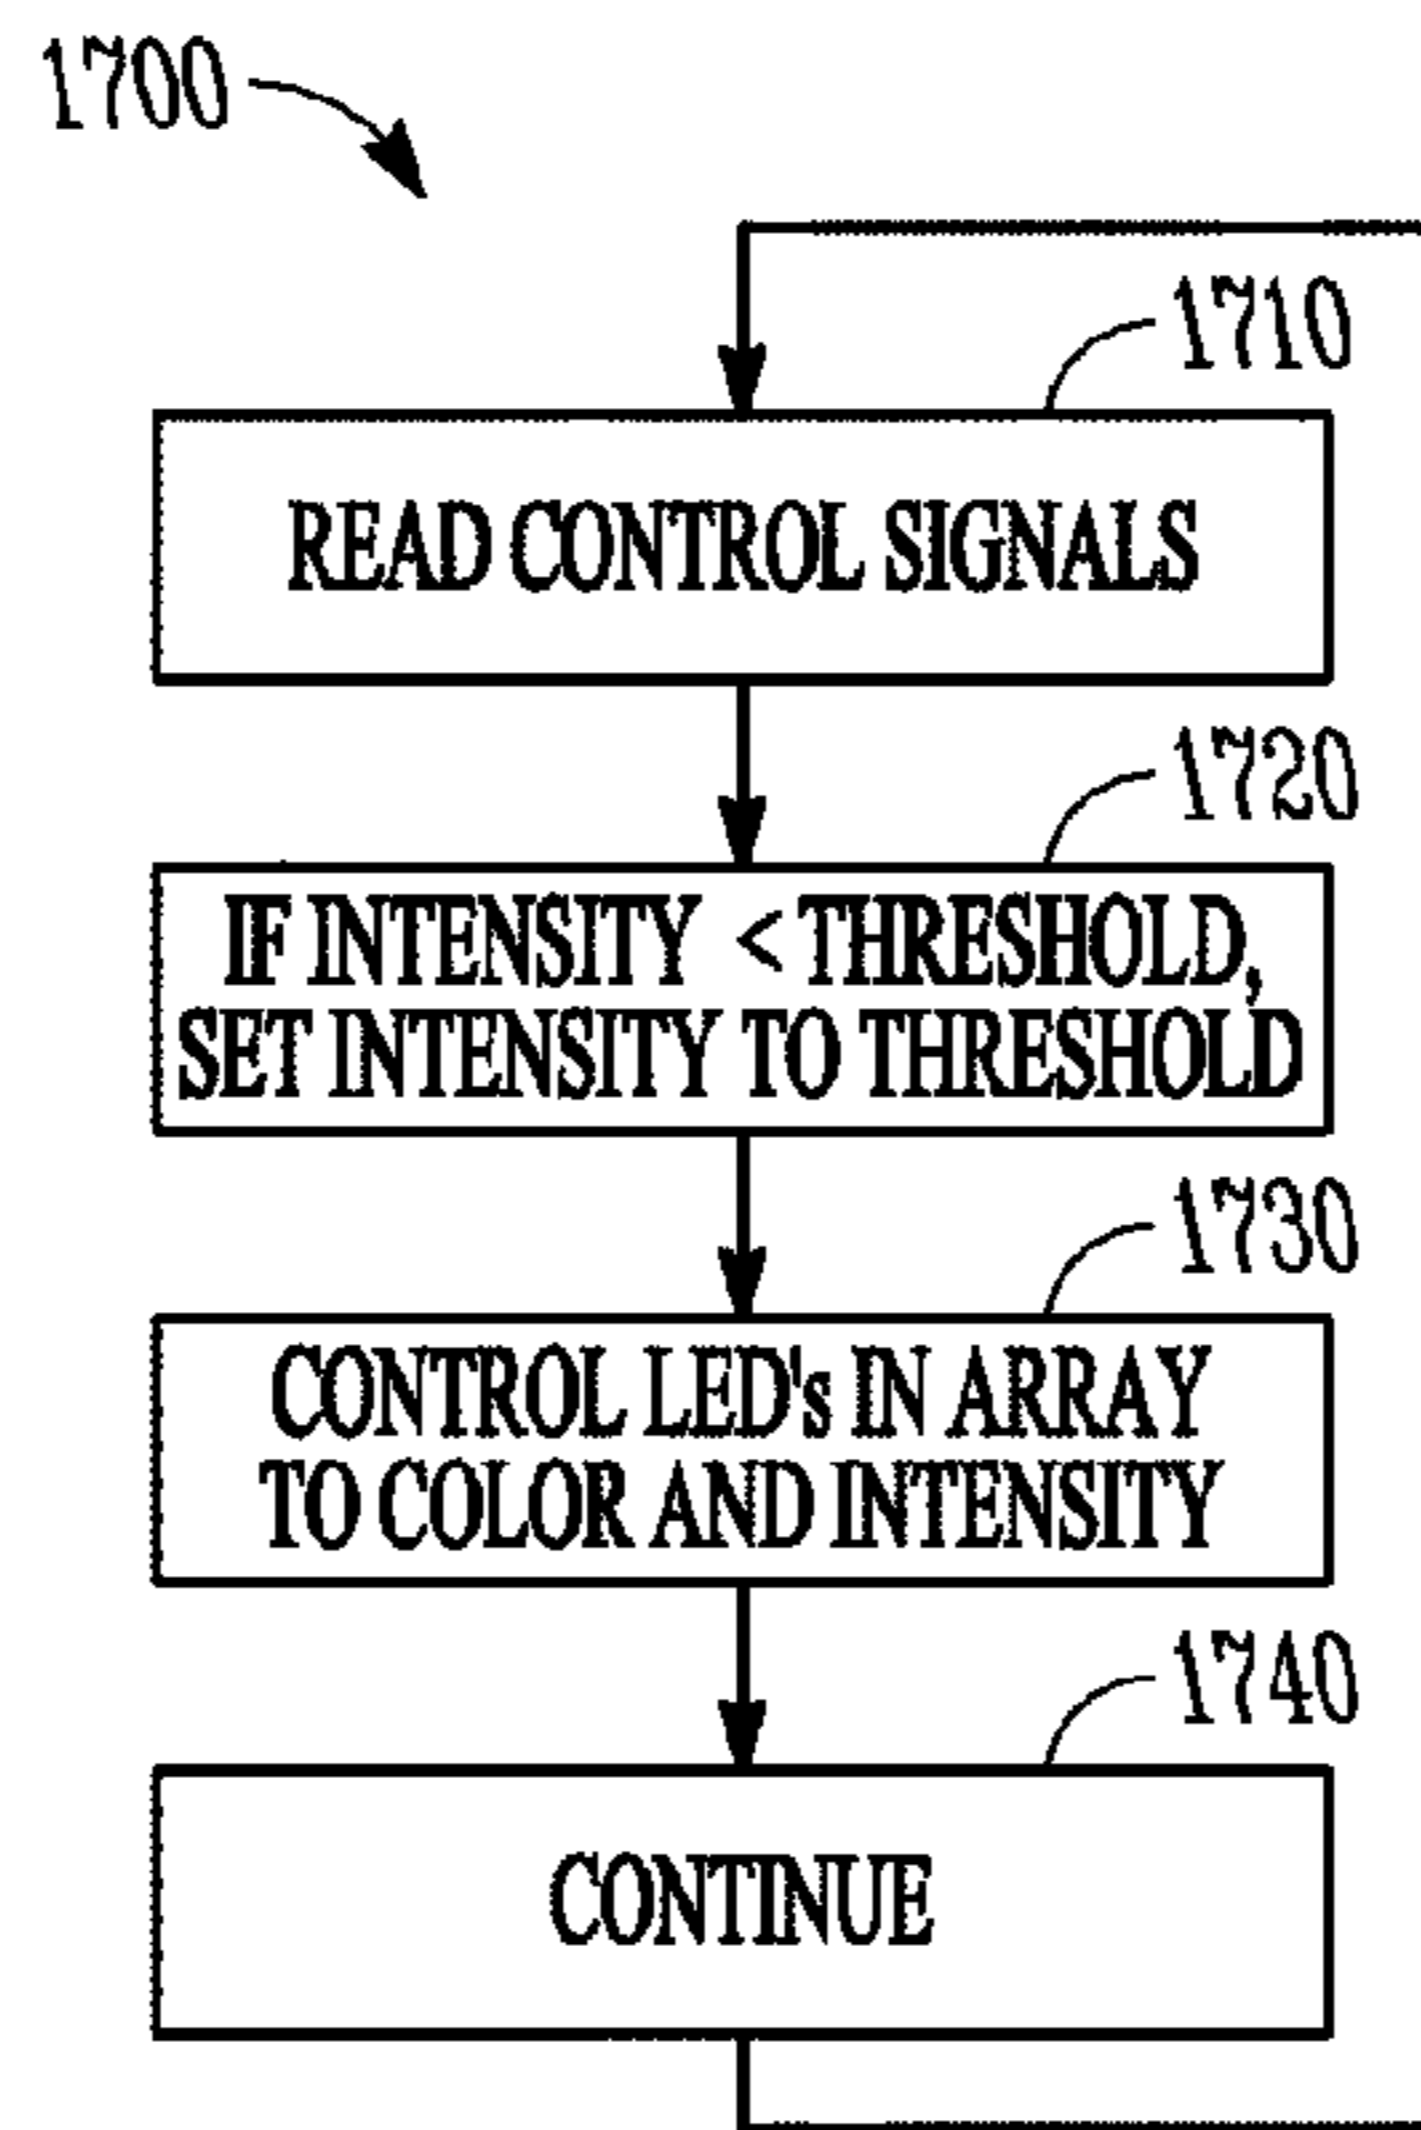 1700
1710
READ CONTROL SIGNALS
1720
IF INTENSITY < THRESHOLD,
SET INTENSITY TO THRESHOLD
1730
CONTROL LED's IN ARRAY
TO COLOR AND INTENSITY
1740
CONTINUE